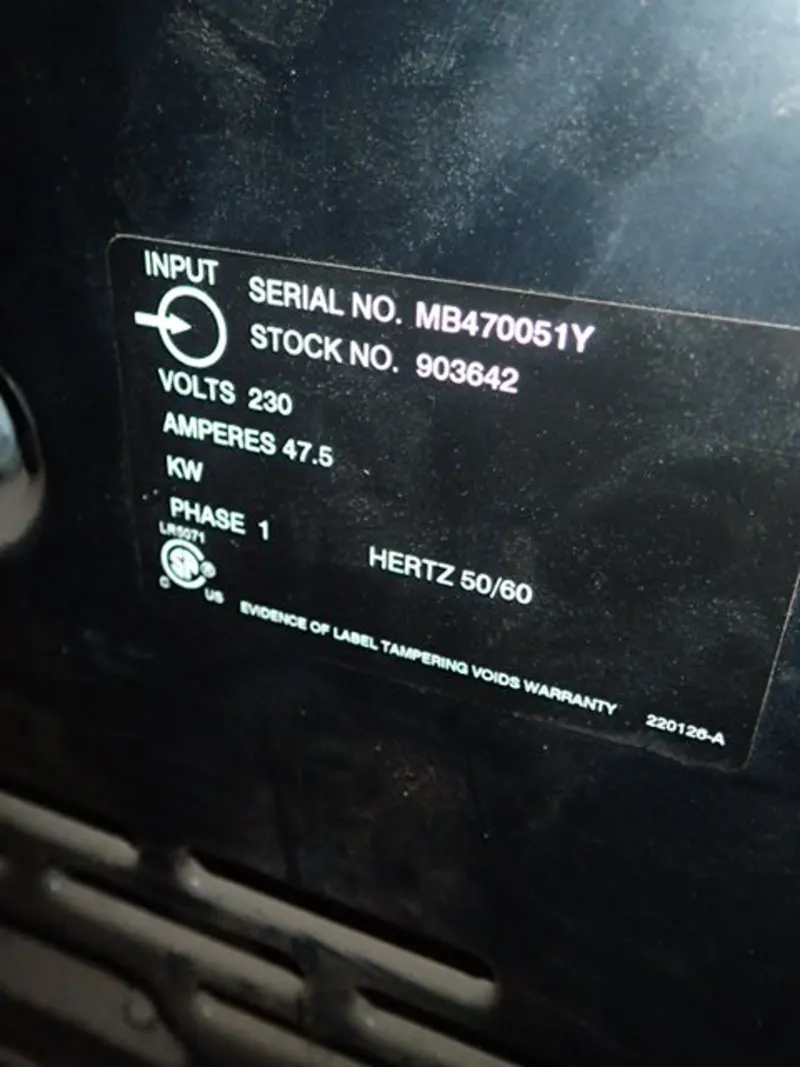 INPUT
SERIAL NO. MB470051Y
STOCK NO. 903642
VOLTS 230
AMPERES 47.5
KW
PHASE 1
HERTZ 50/60
LR5071
SP®
C US
EVIDENCE OF LABEL TAMPERING VOIDS WARRANTY
220126-A